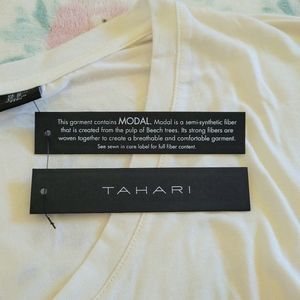 This garment contains MODAL. Modal is a semi-synthetic fiber
that is created from the pulp of Beech trees. Its strong fibers are
woven together to create a breathable and comfortable garment.
See sewn in care label for full fiber content.
TAHARI